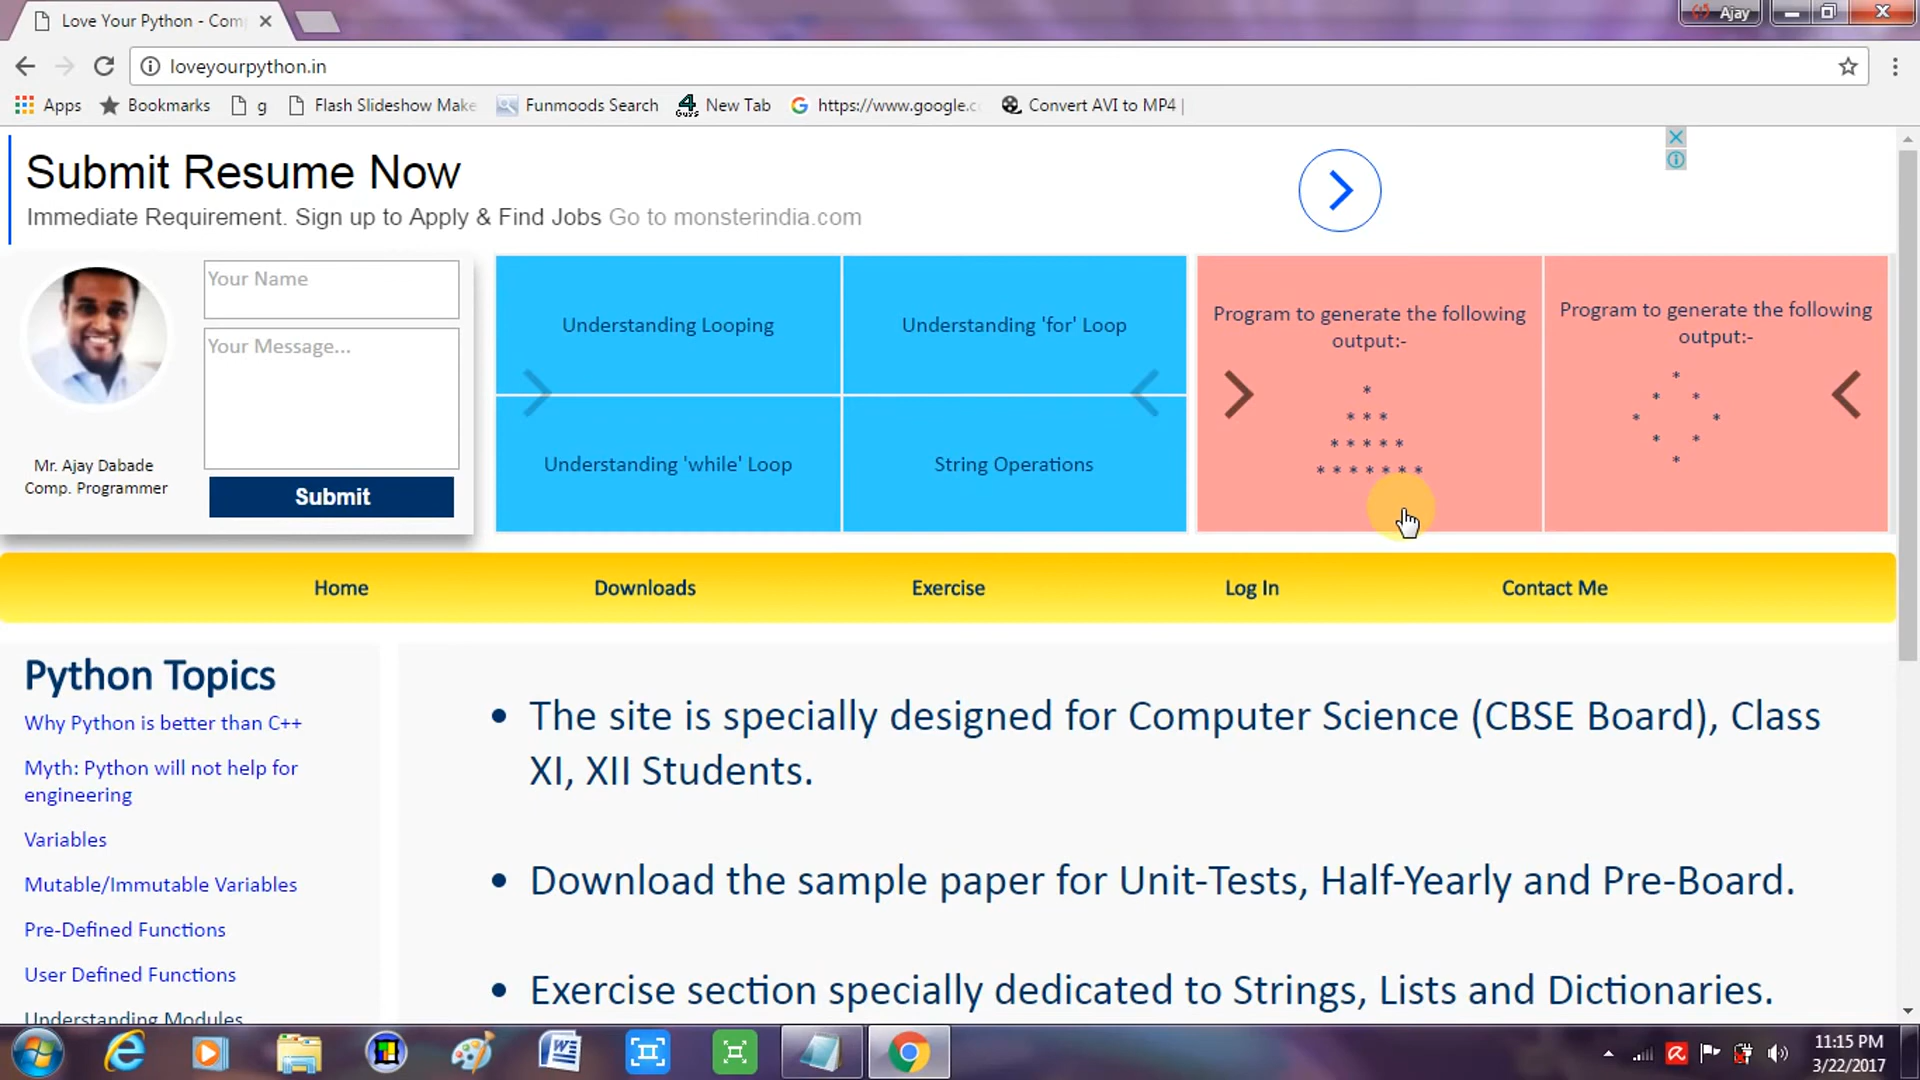 Love Your Python - Com
Ajay
loveyourpython.in
Apps
Bookmarks
g
Flash Slideshow Make
Funmoods Search
4 Guys
New Tab
https://www.google.c
Convert AVI to MP4 |
Submit Resume Now
Immediate Requirement. Sign up to Apply & Find Jobs Go to monsterindia.com
Your Name
Your Message...
Mr. Ajay Dabade
Comp. Programmer
Submit
Understanding Looping
Understanding 'for' Loop
Understanding 'while' Loop
String Operations
Program to generate the following
output:-
*
* * *
* * * * *
* * * * * * *
Program to generate the following
output:-
*
* *
* *
* *
*
Home
Downloads
Exercise
Log In
Contact Me
Python Topics
Why Python is better than C++
Myth: Python will not help for
engineering
Variables
Mutable/Immutable Variables
Pre-Defined Functions
User Defined Functions
Understanding Modules
• The site is specially designed for Computer Science (CBSE Board), Class
XI, XII Students.
• Download the sample paper for Unit-Tests, Half-Yearly and Pre-Board.
• Exercise section specially dedicated to Strings, Lists and Dictionaries.
11:15 PM
3/22/2017